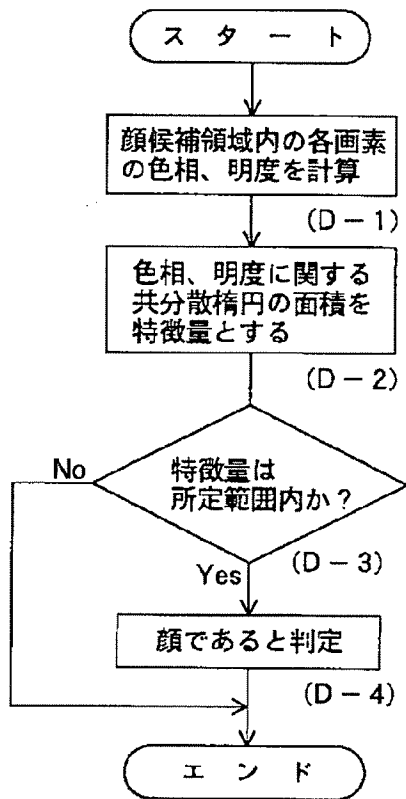 スタート
顔候補領域内の各画素
の色相、明度を計算
(D-1)
色相、明度に関する
共分散楕円の面積を
特徴量とする
(D-2)
No
特徴量は
所定範囲内か?
(D-3)
Yes
顔であると判定
(D-4)
エンド